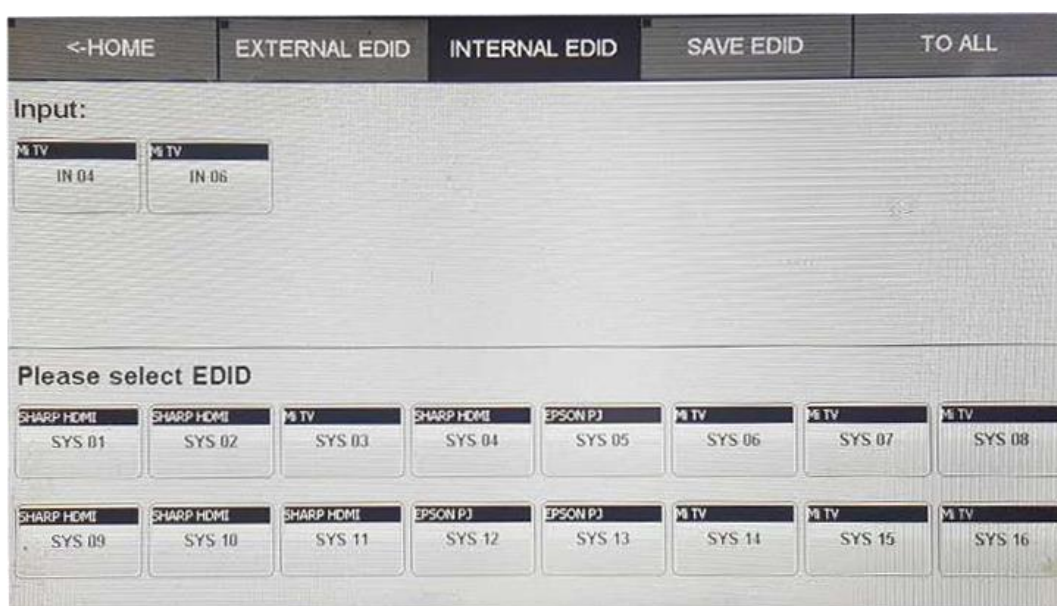 <-HOME EXTERNAL EDID INTERNAL EDID SAVE EDID TO ALL
Input:
Mi TV Mi TV
IN 04 IN 06
Please select EDID
SHARP HDMI SHARP HDMI Mi TV SHARP HDMI EPSON PJ Mi TV Mi TV Mi TV
SYS 01 SYS 02 SYS 03 SYS 04 SYS 05 SYS 06 SYS 07 SYS 08
SHARP HDMI SHARP HDMI SHARP HDMI EPSON PJ EPSON PJ Mi TV Mi TV Mi TV
SYS 09 SYS 10 SYS 11 SYS 12 SYS 13 SYS 14 SYS 15 SYS 16